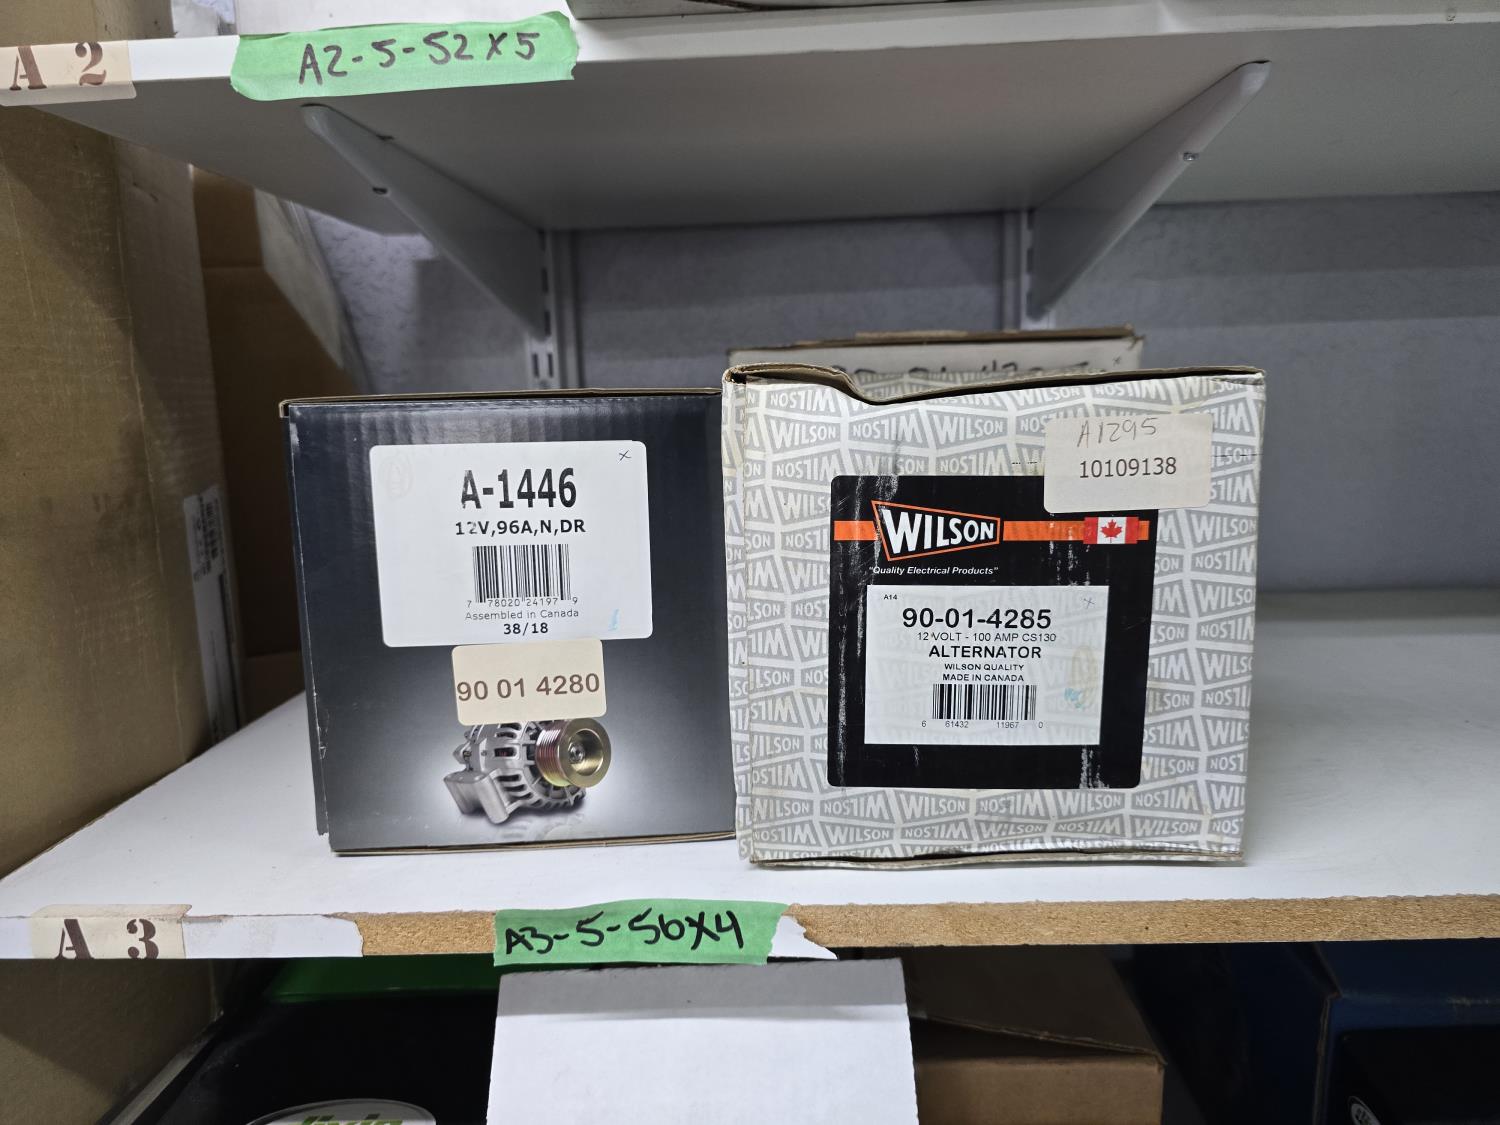 A 2
A2-5-52X5
A-1446
12V,96A,N,DR
7 78020 24197 9
Assembled in Canada
38/18
90 01 4280
A1295
10109138
WILSON
"Quality Electrical Products"
A14
90-01-4285
12 VOLT - 100 AMP CS130
ALTERNATOR
WILSON QUALITY
MADE IN CANADA
6 61432 11967 0
A 3
A3-5-56X4